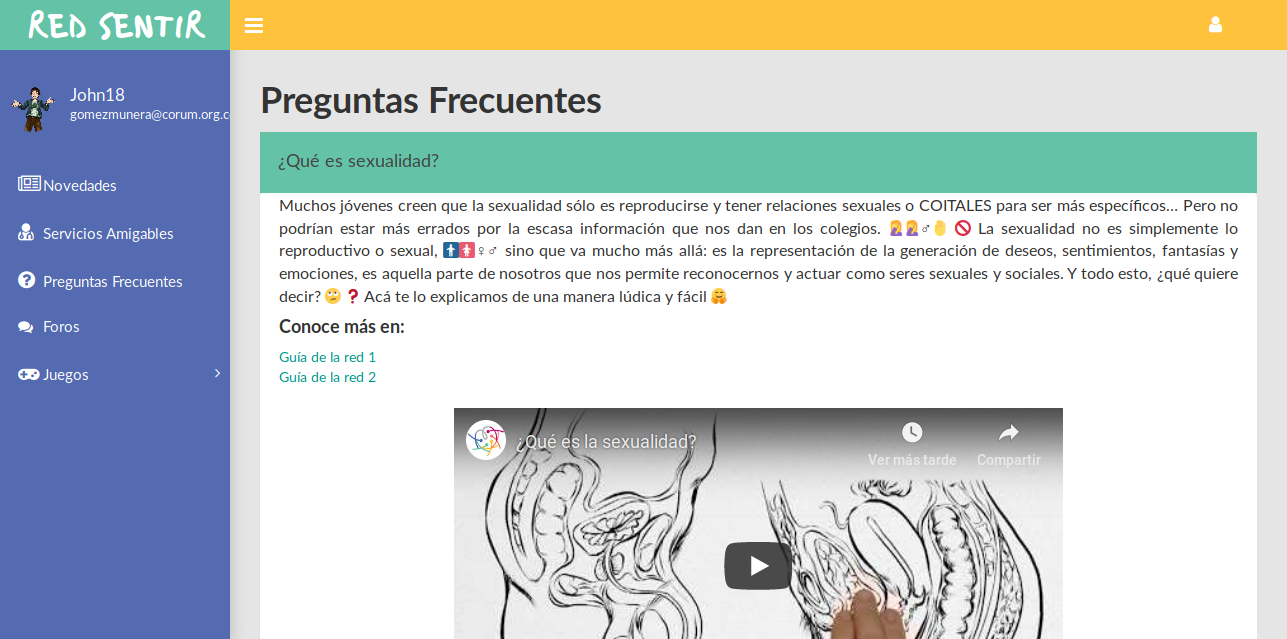 RED SENTIR
John18
gomezmunera@corum.org.c
Novedades
Servicios Amigables
Preguntas Frecuentes
Foros
Juegos
Preguntas Frecuentes
¿Qué es sexualidad?
Muchos jóvenes creen que la sexualidad sólo es reproducirse y tener relaciones sexuales o COITALES para ser más específicos... Pero no
podrían estar más errados por la escasa información que nos dan en los colegios. 🤦🤦♂✋ 🚫 La sexualidad no es simplemente lo
reproductivo o sexual, 🚹🚺♀♂ sino que va mucho más allá: es la representación de la generación de deseos, sentimientos, fantasías y
emociones, es aquella parte de nosotros que nos permite reconocernos y actuar como seres sexuales y sociales. Y todo esto, ¿qué quiere
decir? 🙄 ❓ Acá te lo explicamos de una manera lúdica y fácil 🤗
Conoce más en:
Guía de la red 1
Guía de la red 2
¿Qué es la sexualidad?
Ver más tarde
Compartir